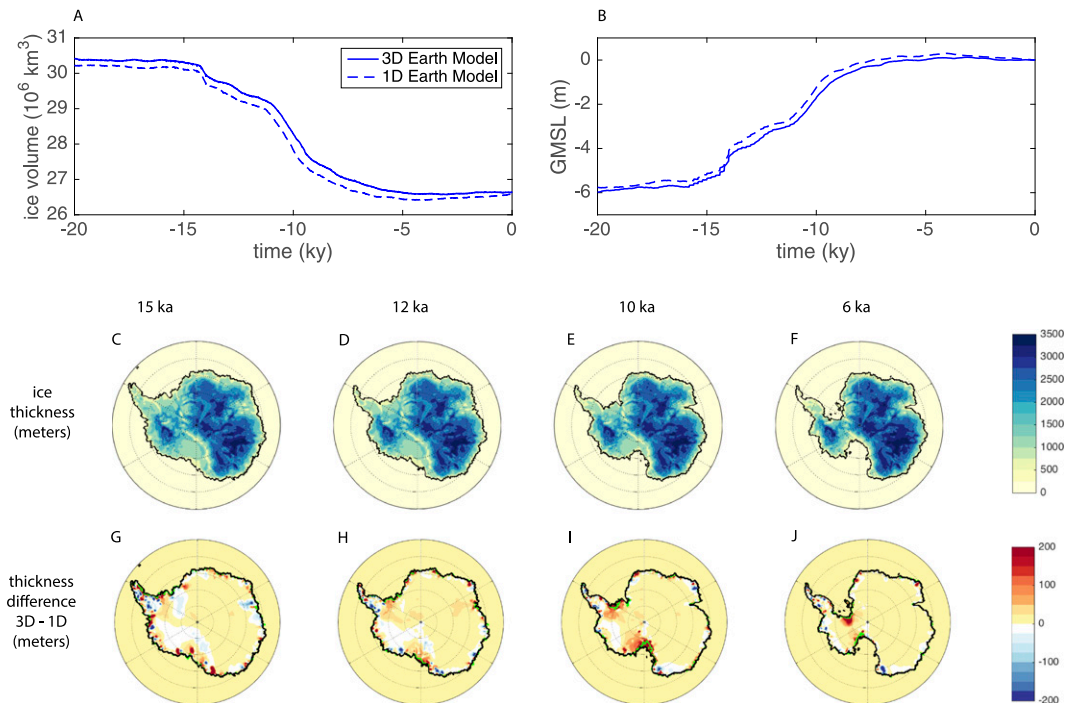 A
B
ice volume (10⁶ km³)
31
30
29
28
27
26
-20
-15
-10
-5
0
time (ky)
3D Earth Model
1D Earth Model
GMSL (m)
0
-2
-4
-6
-20
-15
-10
-5
0
time (ky)
15 ka
12 ka
10 ka
6 ka
C
D
E
F
ice
thickness
(meters)
3500
3000
2500
2000
1500
1000
500
0
G
H
I
J
thickness
difference
3D - 1D
(meters)
200
100
0
-100
-200